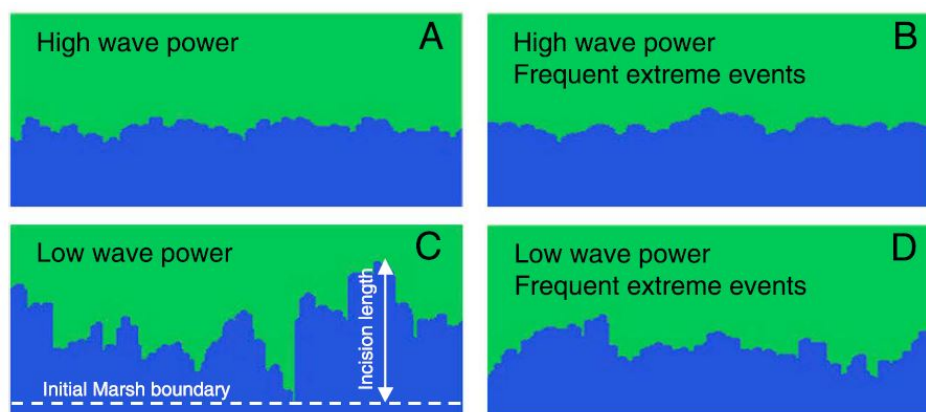 High wave power
A
High wave power
Frequent extreme events
B
Low wave power
C
Incision length
Initial Marsh boundary
Low wave power
Frequent extreme events
D